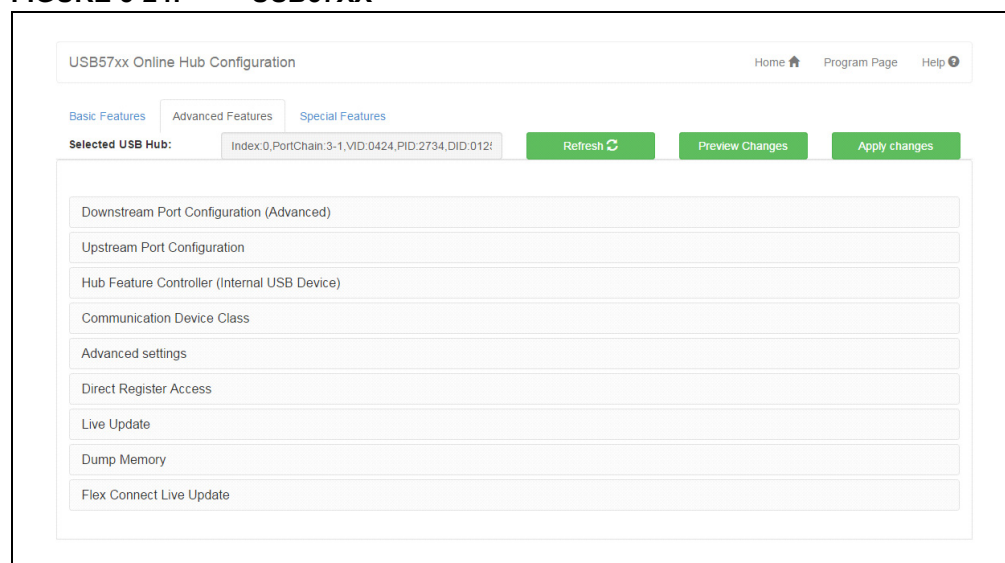 USB57xx Online Hub Configuration Home Program Page Help
Basic Features Advanced Features Special Features
Selected USB Hub: Index:0,PortChain:3-1,VID:0424,PID:2734,DID:012 Refresh Preview Changes Apply changes
Downstream Port Configuration (Advanced)
Upstream Port Configuration
Hub Feature Controller (Internal USB Device)
Communication Device Class
Advanced settings
Direct Register Access
Live Update
Dump Memory
Flex Connect Live Update